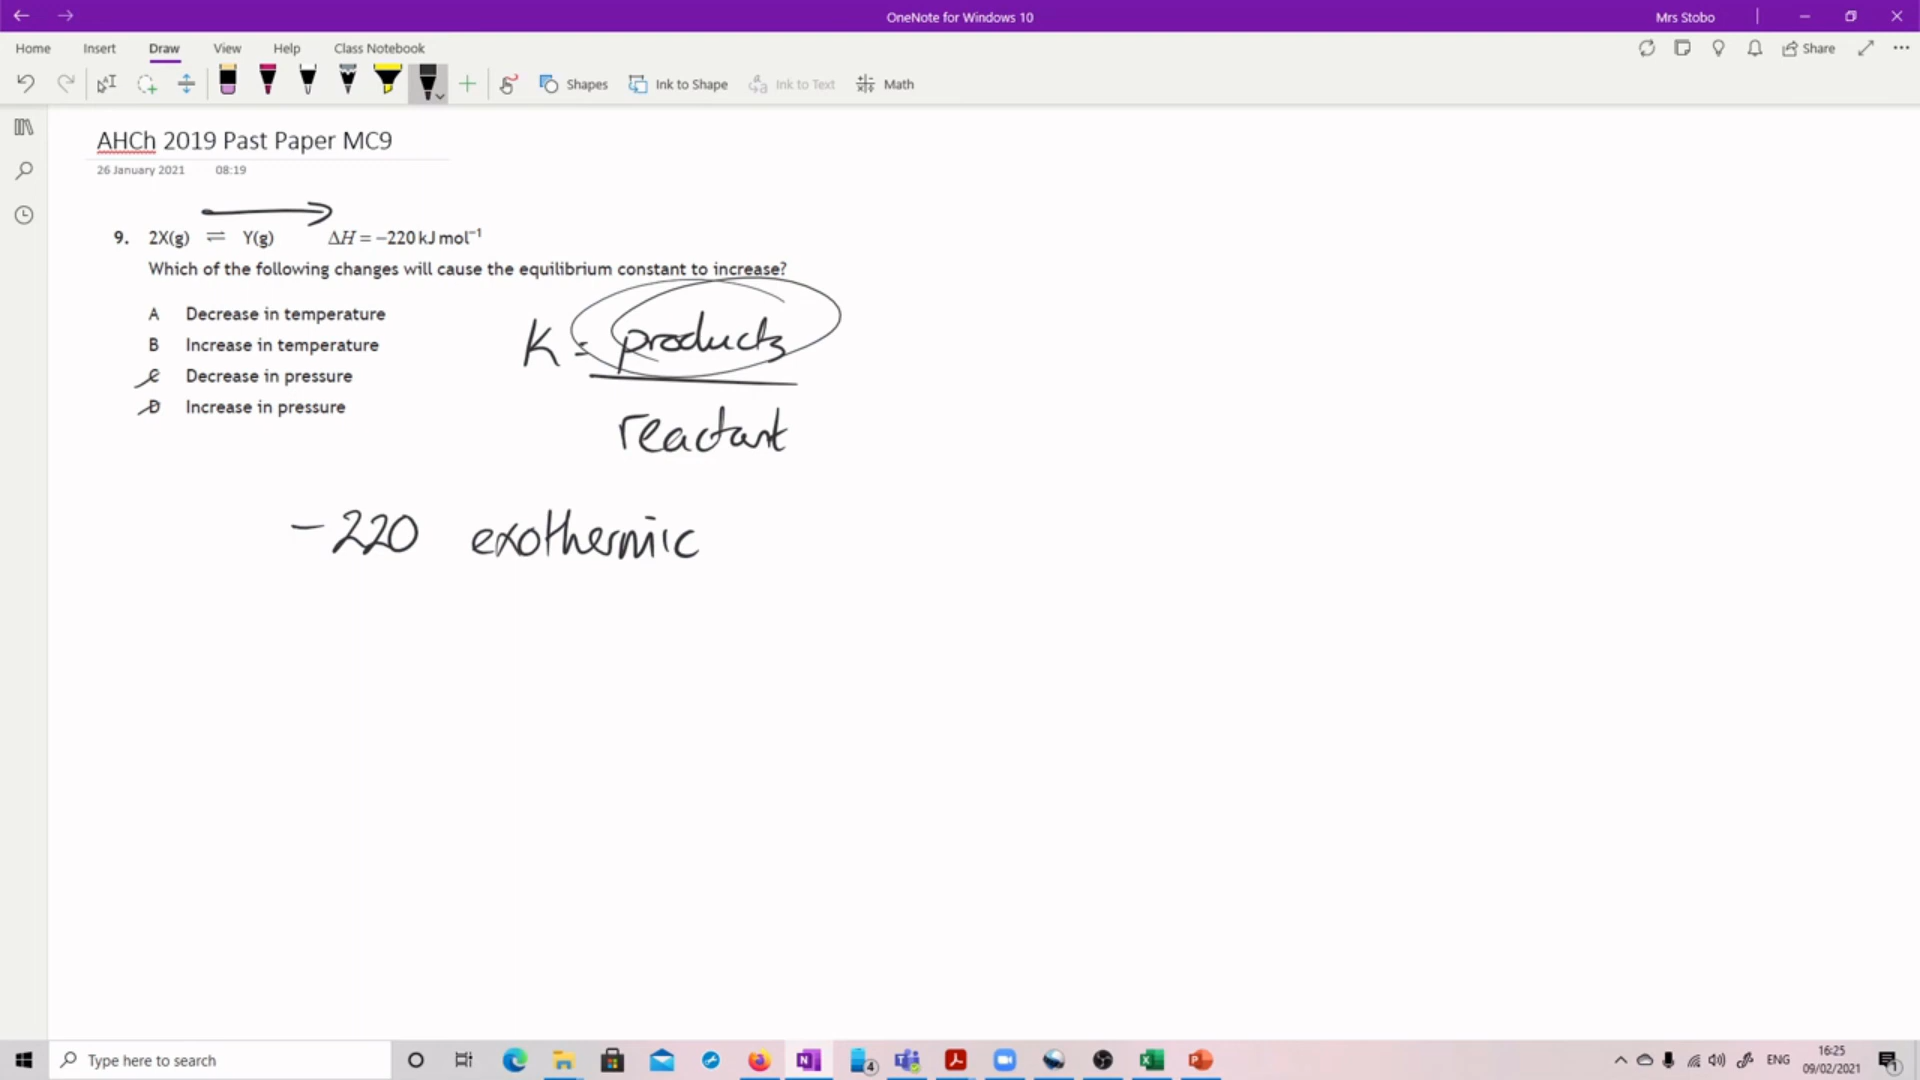 OneNote for Windows 10
Mrs Stobo
Home Insert Draw View Help Class Notebook
Share
Shapes Ink to Shape Ink to Text Math
AHCh 2019 Past Paper MC9
26 January 2021 08:19
9. 2X(g) ⇌ Y(g) ΔH = −220 kJ mol⁻¹
Which of the following changes will cause the equilibrium constant to increase?
A Decrease in temperature
B Increase in temperature
C Decrease in pressure
D Increase in pressure
K = products
reactant
-220 exothermic
Type here to search
4
ENG
16:25
09/02/2021
1